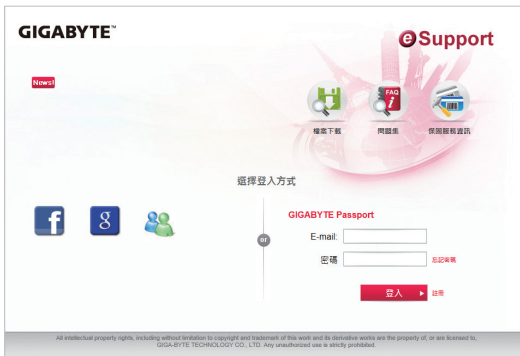 GIGABYTE™
eSupport
News!
FAQ
檔案下載
問題集
保固服務資訊
選擇登入方式
f
g
or
GIGABYTE Passport
E-mail:
密碼
忘記密碼
登入
註冊
All intellectual property rights, including without limitation to copyright and trademark of this work and its derivative works are the property of, or are licensed to,
GIGA-BYTE TECHNOLOGY CO., LTD. Any unauthorized use is strictly prohibited.